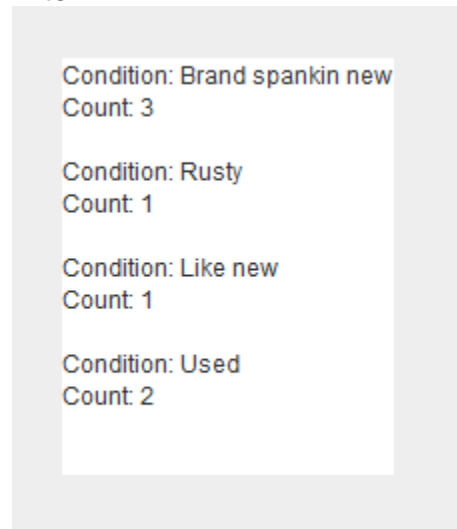 Condition: Brand spankin new
Count: 3
Condition: Rusty
Count: 1
Condition: Like new
Count: 1
Condition: Used
Count: 2